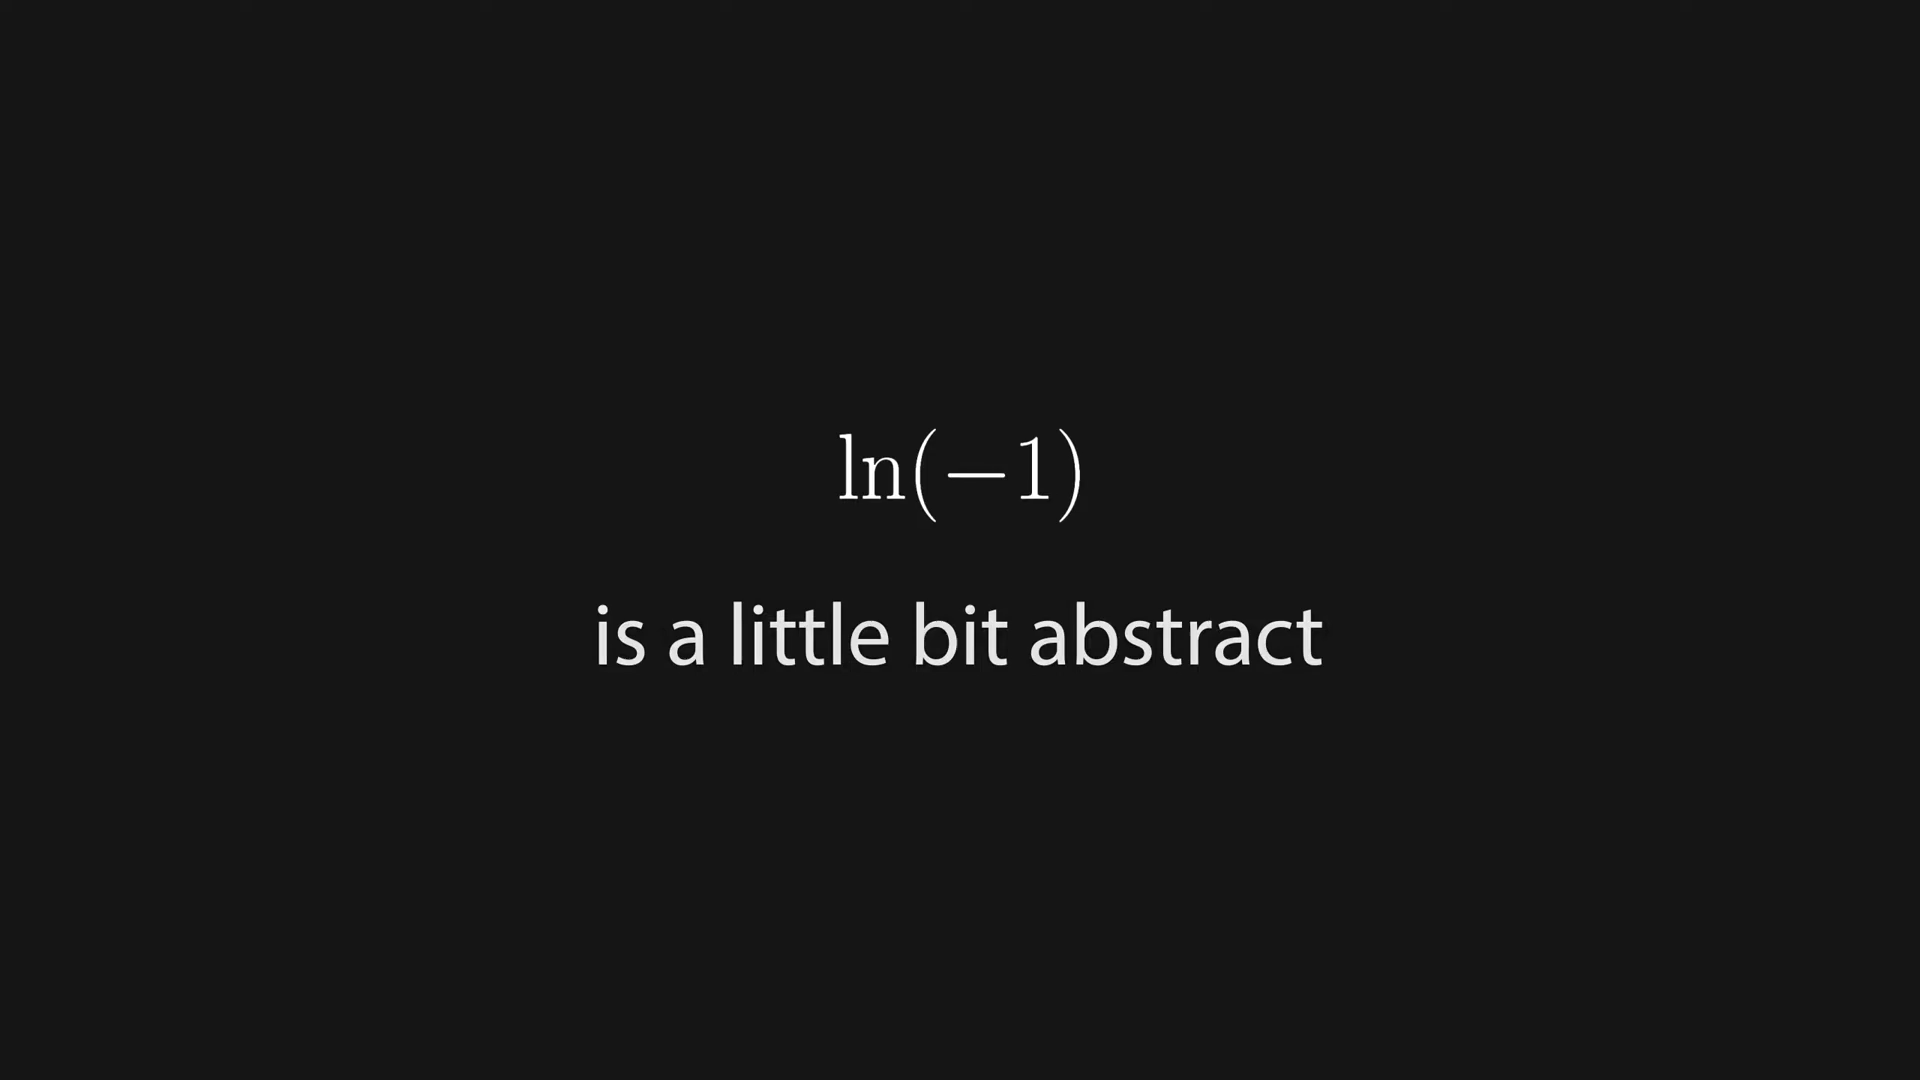 ln(−1)
is a little bit abstract